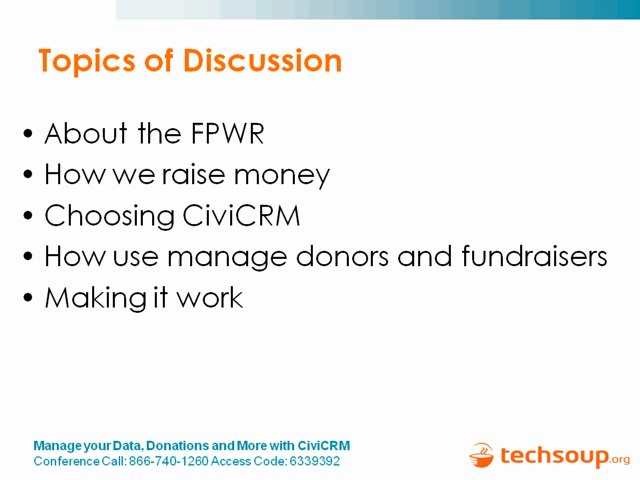 Topics of Discussion
• About the FPWR
• How we raise money
• Choosing CiviCRM
• How use manage donors and fundraisers
• Making it work
Manage your Data, Donations and More with CiviCRM
Conference Call: 866-740-1260 Access Code: 6339392
techsoup.org